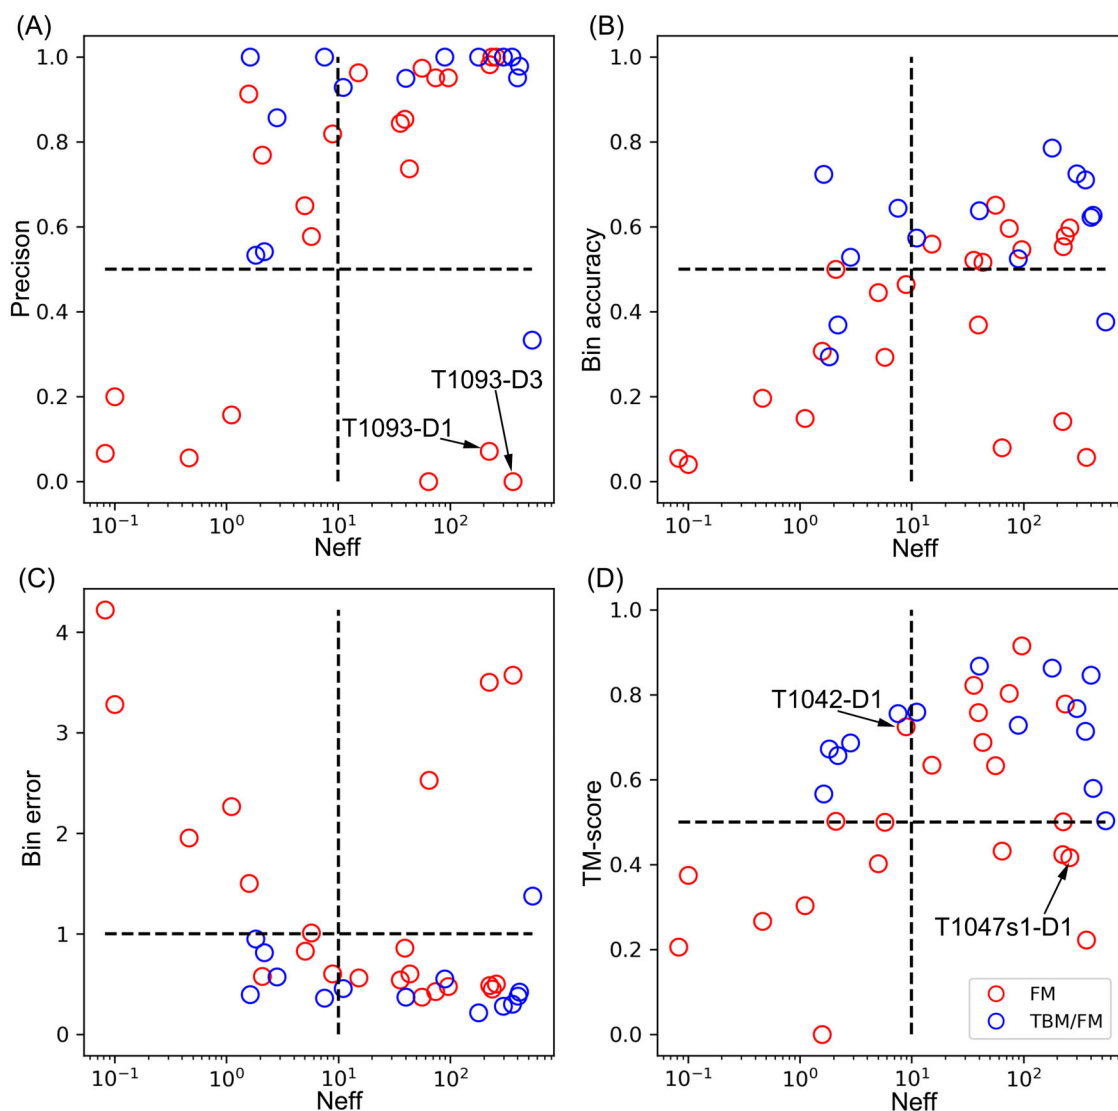 (A)
1.0
0.8
0.6
0.4
0.2
0.0
Precison
T1093-D3
T1093-D1
10⁻¹ 10⁰ 10¹ 10²
Neff
(B)
1.0
0.8
0.6
0.4
0.2
0.0
Bin accuracy
10⁻¹ 10⁰ 10¹ 10²
Neff
(C)
4
3
2
1
0
Bin error
10⁻¹ 10⁰ 10¹ 10²
Neff
(D)
1.0
0.8
0.6
0.4
0.2
0.0
TM-score
T1042-D1
T1047s1-D1
FM
TBM/FM
10⁻¹ 10⁰ 10¹ 10²
Neff